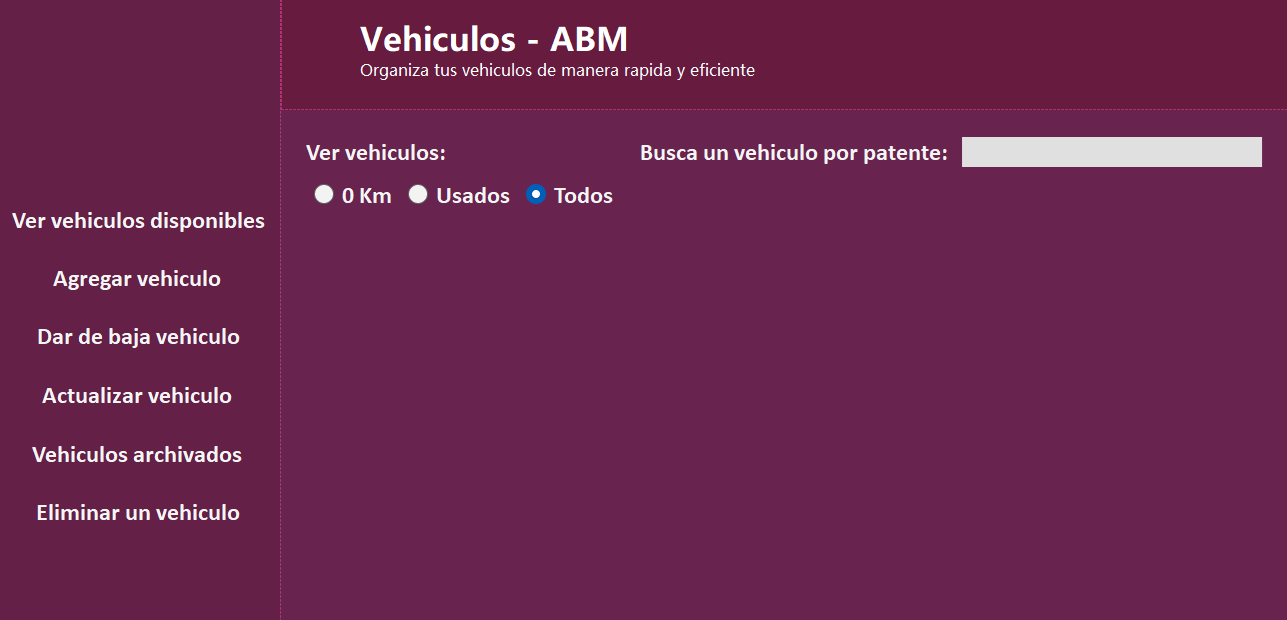 Vehiculos - ABM
Organiza tus vehiculos de manera rapida y eficiente
Ver vehiculos:
Busca un vehiculo por patente:
0 Km
Usados
Todos
Ver vehiculos disponibles
Agregar vehiculo
Dar de baja vehiculo
Actualizar vehiculo
Vehiculos archivados
Eliminar un vehiculo